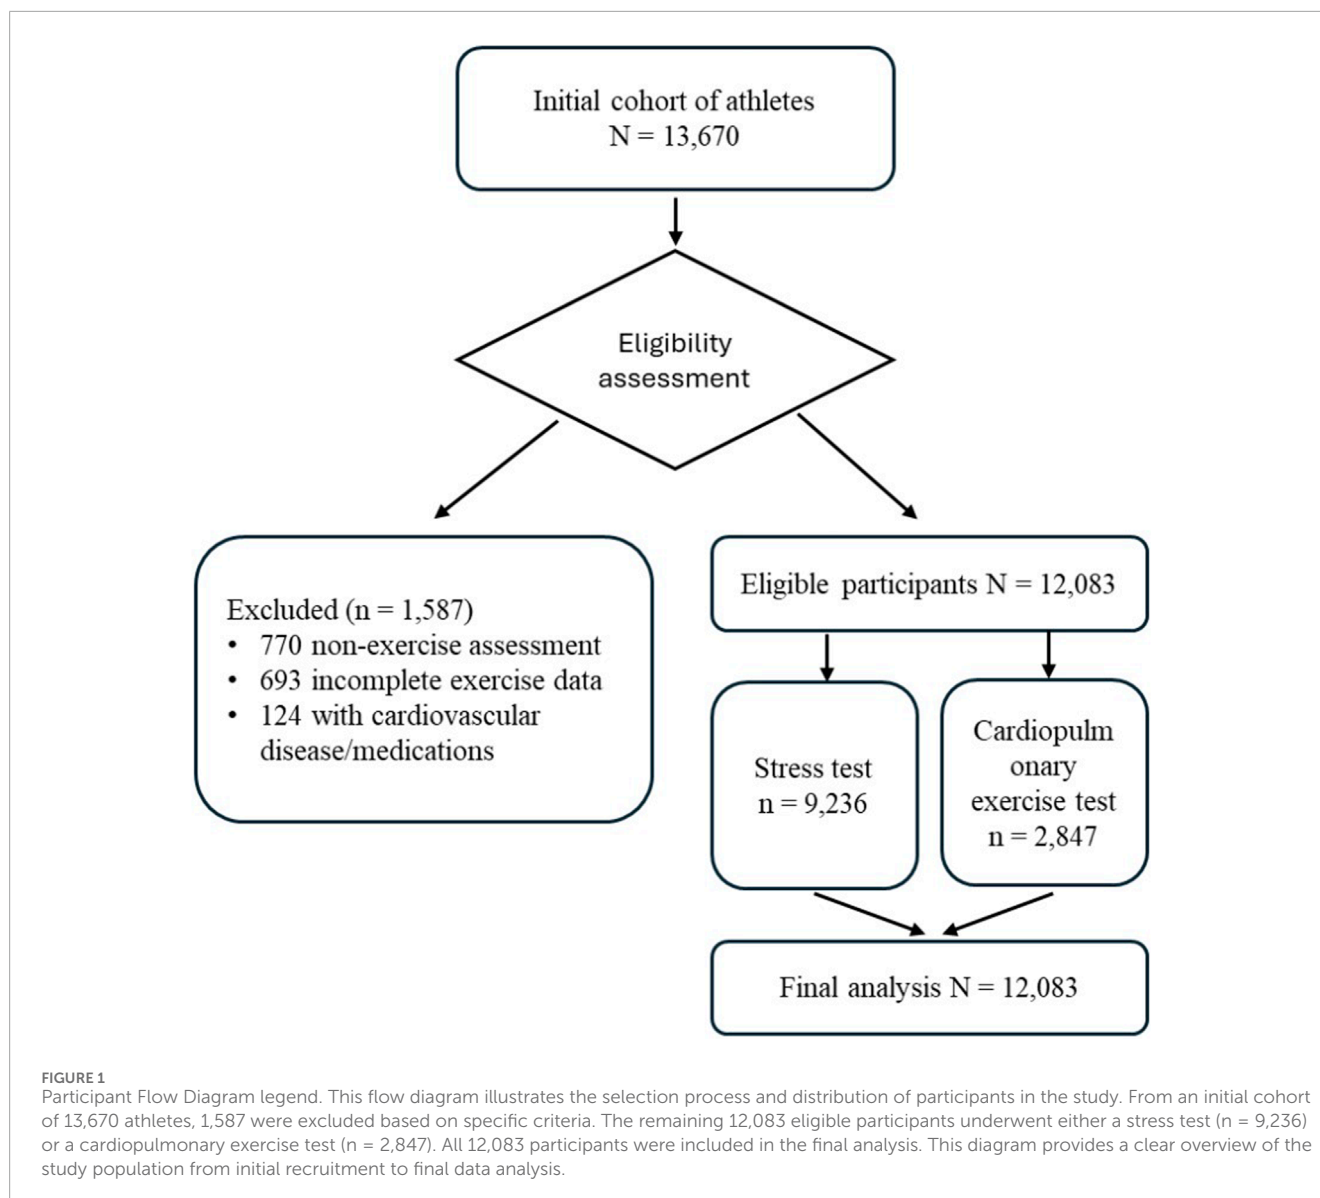 Initial cohort of athletes
N = 13,670
Eligibility
assessment
Excluded (n = 1,587)
• 770 non-exercise assessment
• 693 incomplete exercise data
• 124 with cardiovascular
disease/medications
Eligible participants N = 12,083
Stress test
n = 9,236
Cardiopulm
onary
exercise test
n = 2,847
Final analysis N = 12,083
FIGURE 1
Participant Flow Diagram legend. This flow diagram illustrates the selection process and distribution of participants in the study. From an initial cohort
of 13,670 athletes, 1,587 were excluded based on specific criteria. The remaining 12,083 eligible participants underwent either a stress test (n = 9,236)
or a cardiopulmonary exercise test (n = 2,847). All 12,083 participants were included in the final analysis. This diagram provides a clear overview of the
study population from initial recruitment to final data analysis.